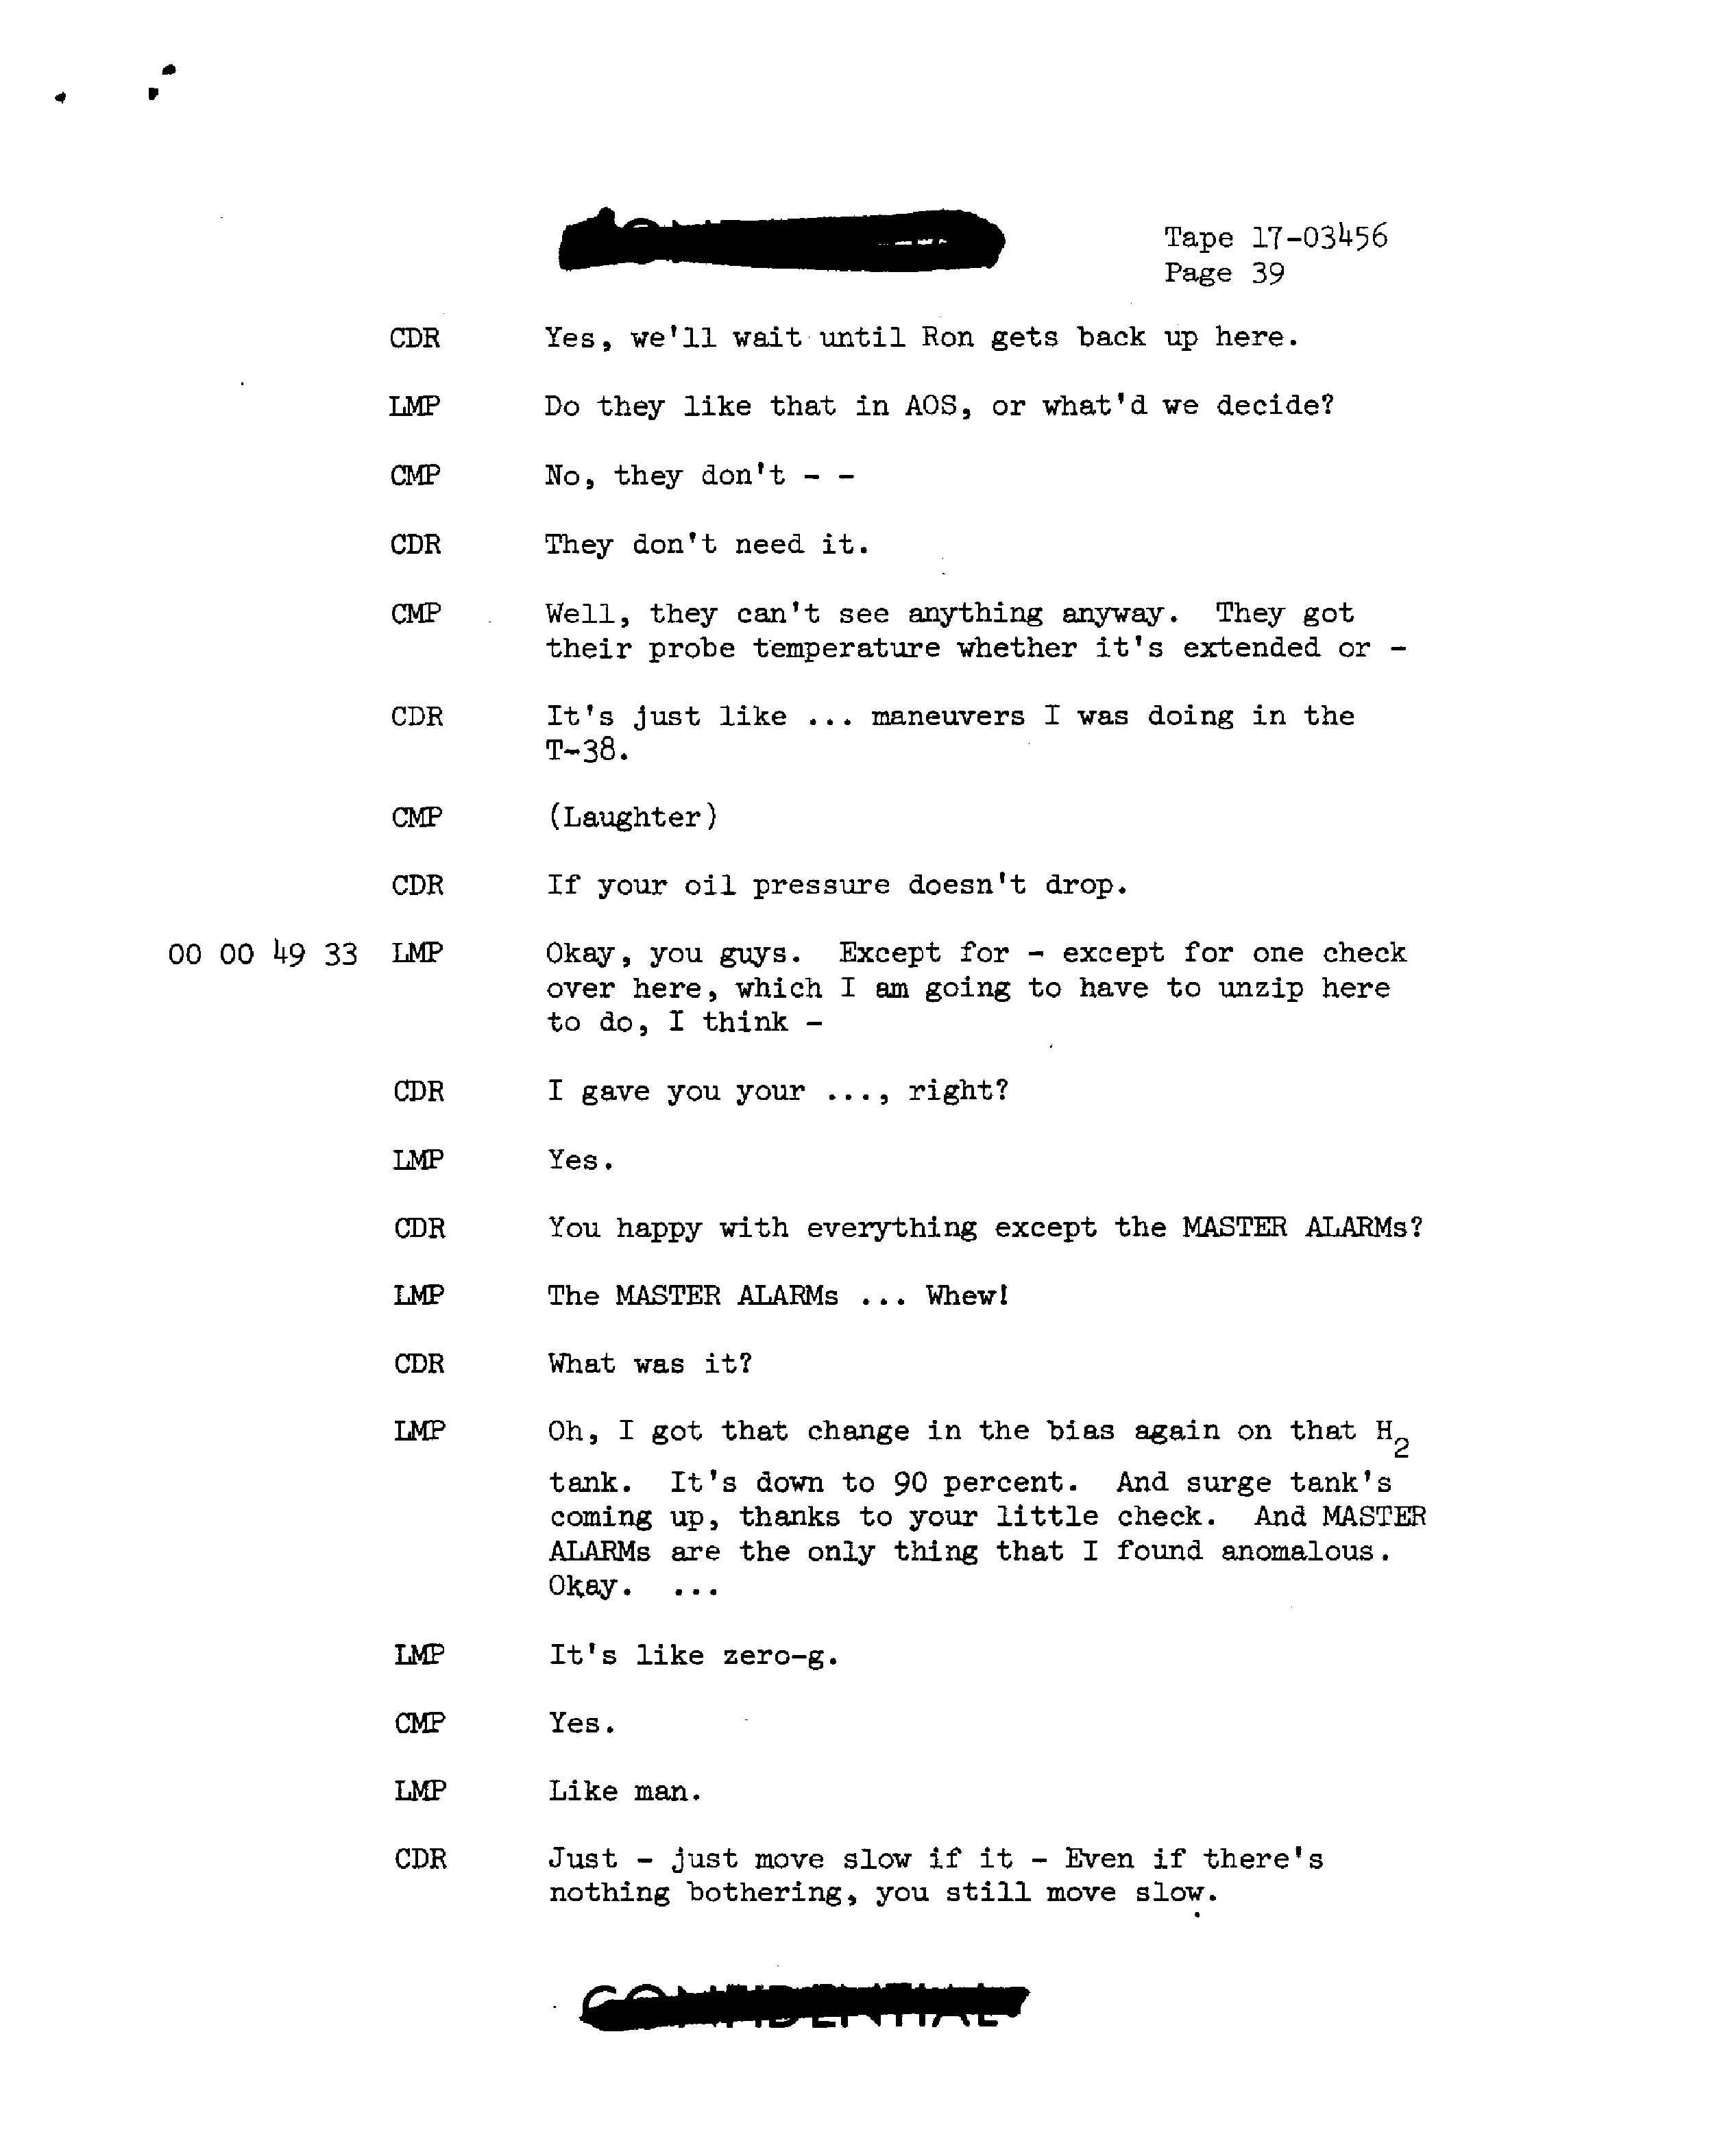 Tape 17-03456
Page 39
CDR Yes, we'll wait until Ron gets back up here.
LMP Do they like that in AOS, or what'd we decide?
CMP No, they don't - -
CDR They don't need it.
CMP Well, they can't see anything anyway. They got
their probe temperature whether it's extended or -
CDR It's just like ... maneuvers I was doing in the
T-38.
CMP (Laughter)
CDR If your oil pressure doesn't drop.
00 00 49 33 LMP Okay, you guys. Except for - except for one check
over here, which I am going to have to unzip here
to do, I think -
CDR I gave you your ..., right?
LMP Yes.
CDR You happy with everything except the MASTER ALARMs?
LMP The MASTER ALARMs ... Whew!
CDR What was it?
LMP Oh, I got that change in the bias again on that H2
tank. It's down to 90 percent. And surge tank's
coming up, thanks to your little check. And MASTER
ALARMs are the only thing that I found anomalous.
Okay. ...
LMP It's like zero-g.
CMP Yes.
LMP Like man.
CDR Just - just move slow if it - Even if there's
nothing bothering, you still move slow.
CONFIDENTIAL